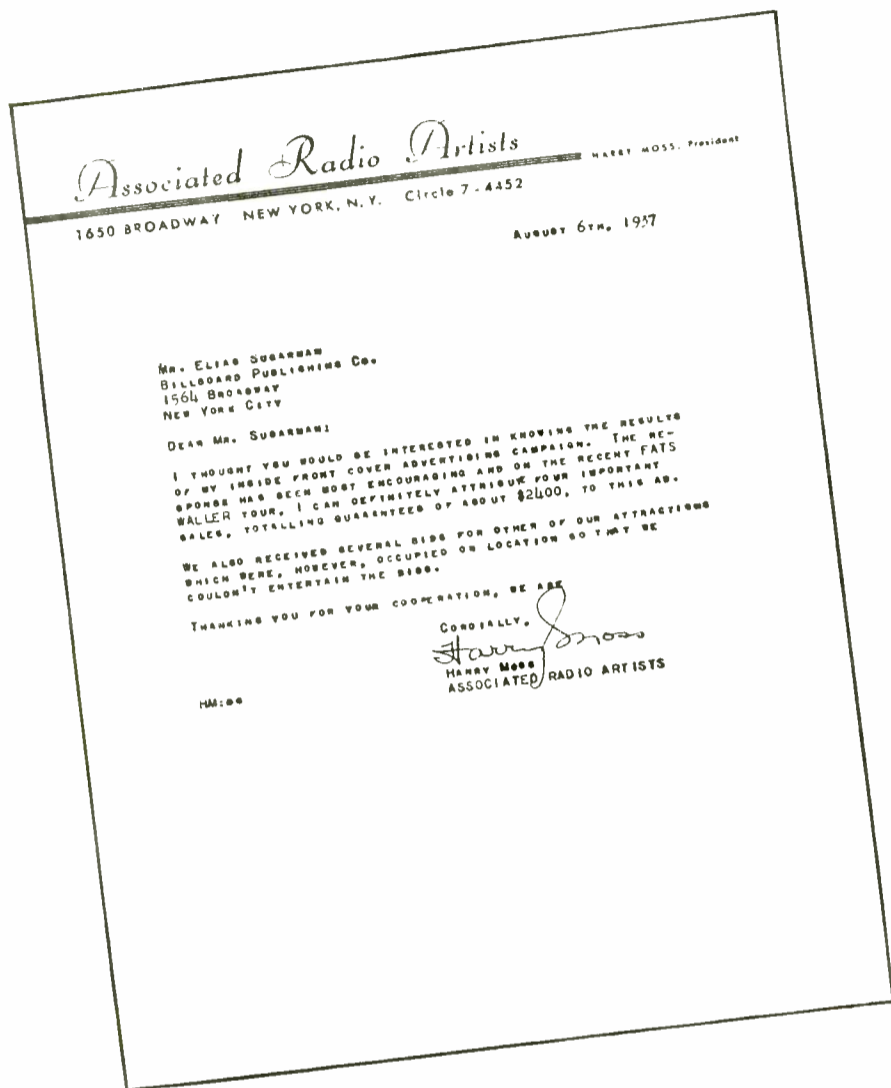 Associated Radio Artists
HARRY MOSS, President
1650 BROADWAY NEW YORK, N.Y. Circle 7-4452
AUGUST 6TH, 1937
MR. ELIAS SUGARMAN
BILLBOARD PUBLISHING CO.
1564 BROADWAY
NEW YORK CITY
DEAR MR. SUGARMAN:
I THOUGHT YOU WOULD BE INTERESTED IN KNOWING THE RESULTS
OF MY INSIDE FRONT COVER ADVERTISING CAMPAIGN. THE RE-
SPONSE HAS BEEN MOST ENCOURAGING AND ON THE RECENT FATS
WALLER TOUR, I CAN DEFINITELY ATTRIBUTE FOUR IMPORTANT
SALES, TOTALLING GUARANTEES OF ABOUT $2400, TO THIS AD.
WE ALSO RECEIVED SEVERAL BIDS FOR OTHER OF OUR ATTRACTIONS
WHICH WERE, HOWEVER, OCCUPIED ON LOCATION SO THAT WE
COULDN'T ENTERTAIN THE BIDS.
THANKING YOU FOR YOUR COOPERATION, WE ARE
CORDIALLY,
Harry Moss
HARRY MOSS
ASSOCIATED RADIO ARTISTS